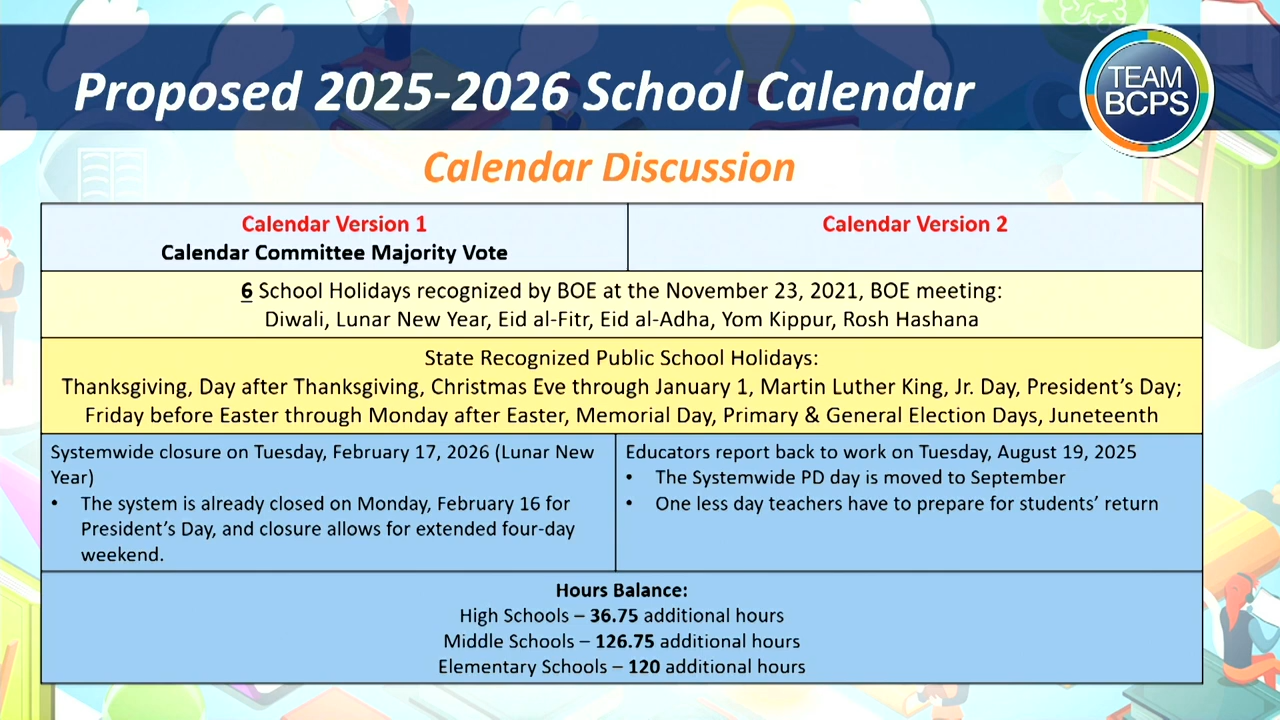 Proposed 2025-2026 School Calendar
TEAM
BCPS
Calendar Discussion
Calendar Version 1
Calendar Committee Majority Vote
Calendar Version 2
6 School Holidays recognized by BOE at the November 23, 2021, BOE meeting:
Diwali, Lunar New Year, Eid al-Fitr, Eid al-Adha, Yom Kippur, Rosh Hashana
State Recognized Public School Holidays:
Thanksgiving, Day after Thanksgiving, Christmas Eve through January 1, Martin Luther King, Jr. Day, President's Day;
Friday before Easter through Monday after Easter, Memorial Day, Primary & General Election Days, Juneteenth
Systemwide closure on Tuesday, February 17, 2026 (Lunar New
Year)
• The system is already closed on Monday, February 16 for
President's Day, and closure allows for extended four-day
weekend.
Educators report back to work on Tuesday, August 19, 2025
• The Systemwide PD day is moved to September
• One less day teachers have to prepare for students' return
Hours Balance:
High Schools – 36.75 additional hours
Middle Schools – 126.75 additional hours
Elementary Schools – 120 additional hours